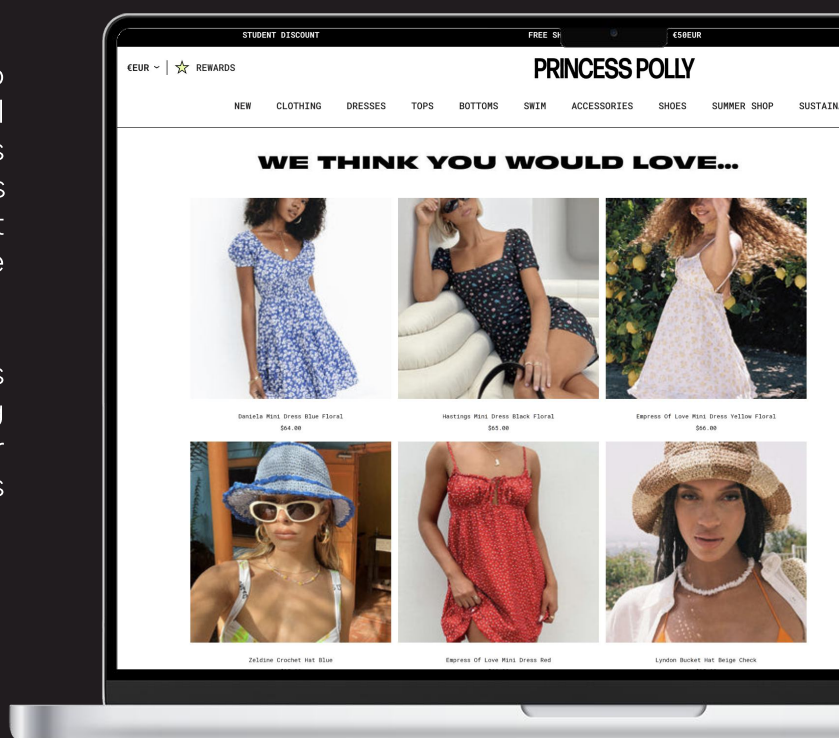 STUDENT DISCOUNT
FREE SH
€50EUR
€EUR
REWARDS
PRINCESS POLLY
NEW CLOTHING DRESSES TOPS BOTTOMS SWIM ACCESSORIES SHOES SUMMER SHOP SUSTAIN
WE THINK YOU WOULD LOVE...
Daniela Mini Dress Blue Floral
$64.00
Hastings Mini Dress Black Floral
$65.00
Empress Of Love Mini Dress Yellow Floral
$66.00
Zeldine Crochet Hat Blue
Empress Of Love Mini Dress Red
Lyndon Bucket Hat Beige Check